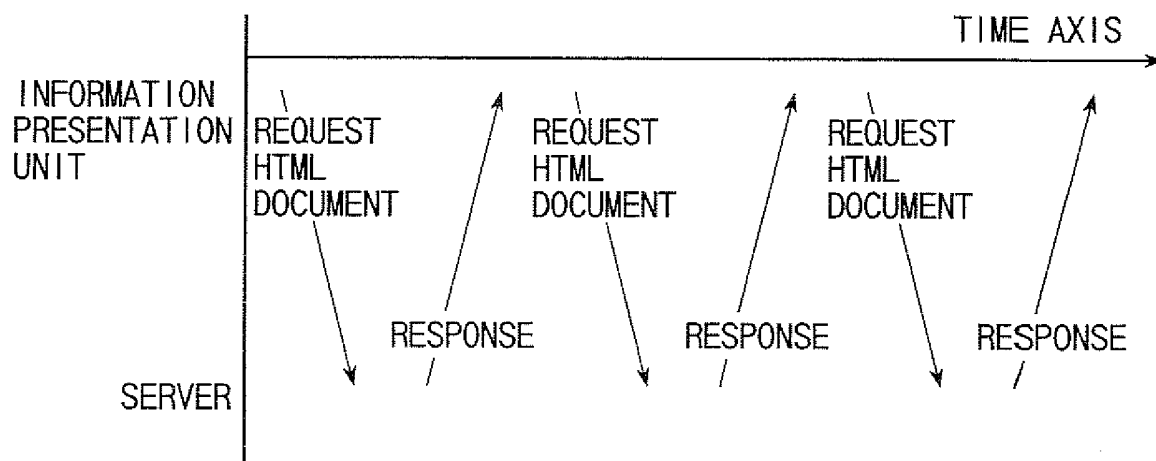 TIME AXIS
INFORMATION
PRESENTATION
UNIT
REQUEST
HTML
DOCUMENT
REQUEST
HTML
DOCUMENT
REQUEST
HTML
DOCUMENT
RESPONSE
RESPONSE
RESPONSE
SERVER